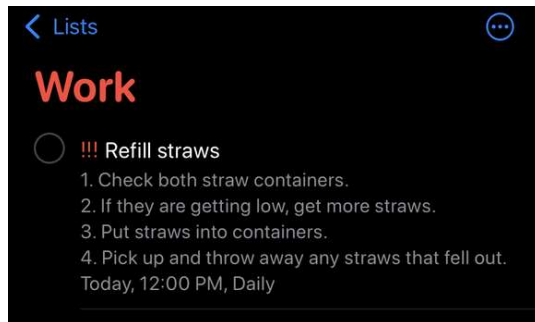 Lists
Work
!!! Refill straws
1. Check both straw containers.
2. If they are getting low, get more straws.
3. Put straws into containers.
4. Pick up and throw away any straws that fell out.
Today, 12:00 PM, Daily